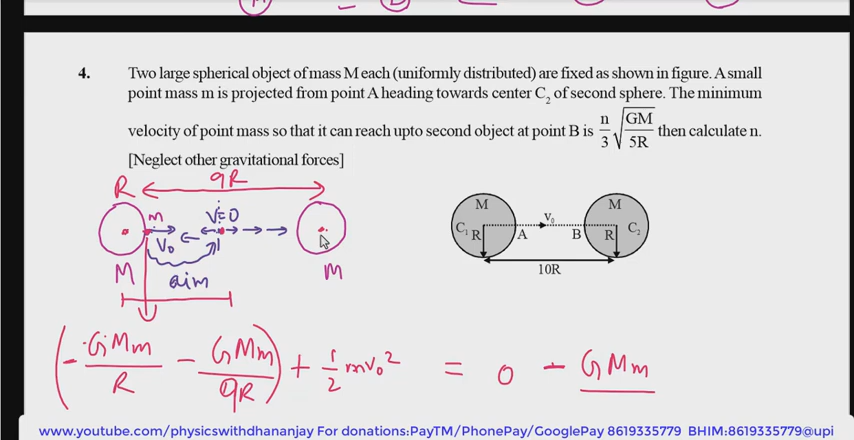 4. Two large spherical object of mass M each (uniformly distributed) are fixed as shown in figure. A small
point mass m is projected from point A heading towards center C₂ of second sphere. The minimum
velocity of point mass so that it can reach upto second object at point B is n/3 √(GM/5R) then calculate n.
[Neglect other gravitational forces]
R 9R
m V=0
V₀
M aim M
M M
C₁ R A V₀ B R C₂
10R
(-GMm/R - GMm/9R) + 1/2 mv₀² = 0 - GMm
www.youtube.com/physicswithdhananjay For donations:PayTM/PhonePay/GooglePay 8619335779 BHIM:8619335779@upi